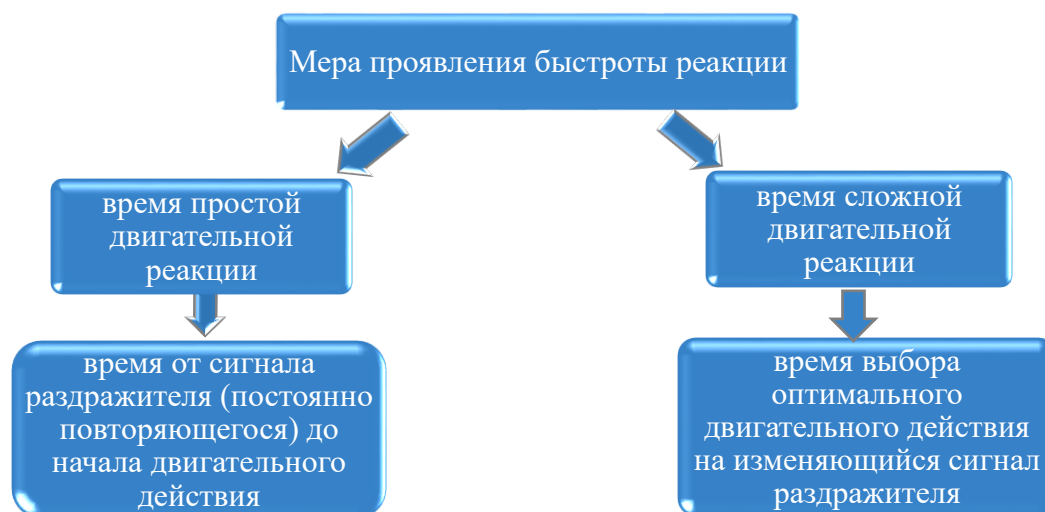 Мера проявления быстроты реакции
время простой
двигательной
реакции
время сложной
двигательной
реакции
время от сигнала
раздражителя (постоянно
повторяющегося) до
начала двигательного
действия
время выбора
оптимального
двигательного действия
на изменяющийся сигнал
раздражителя